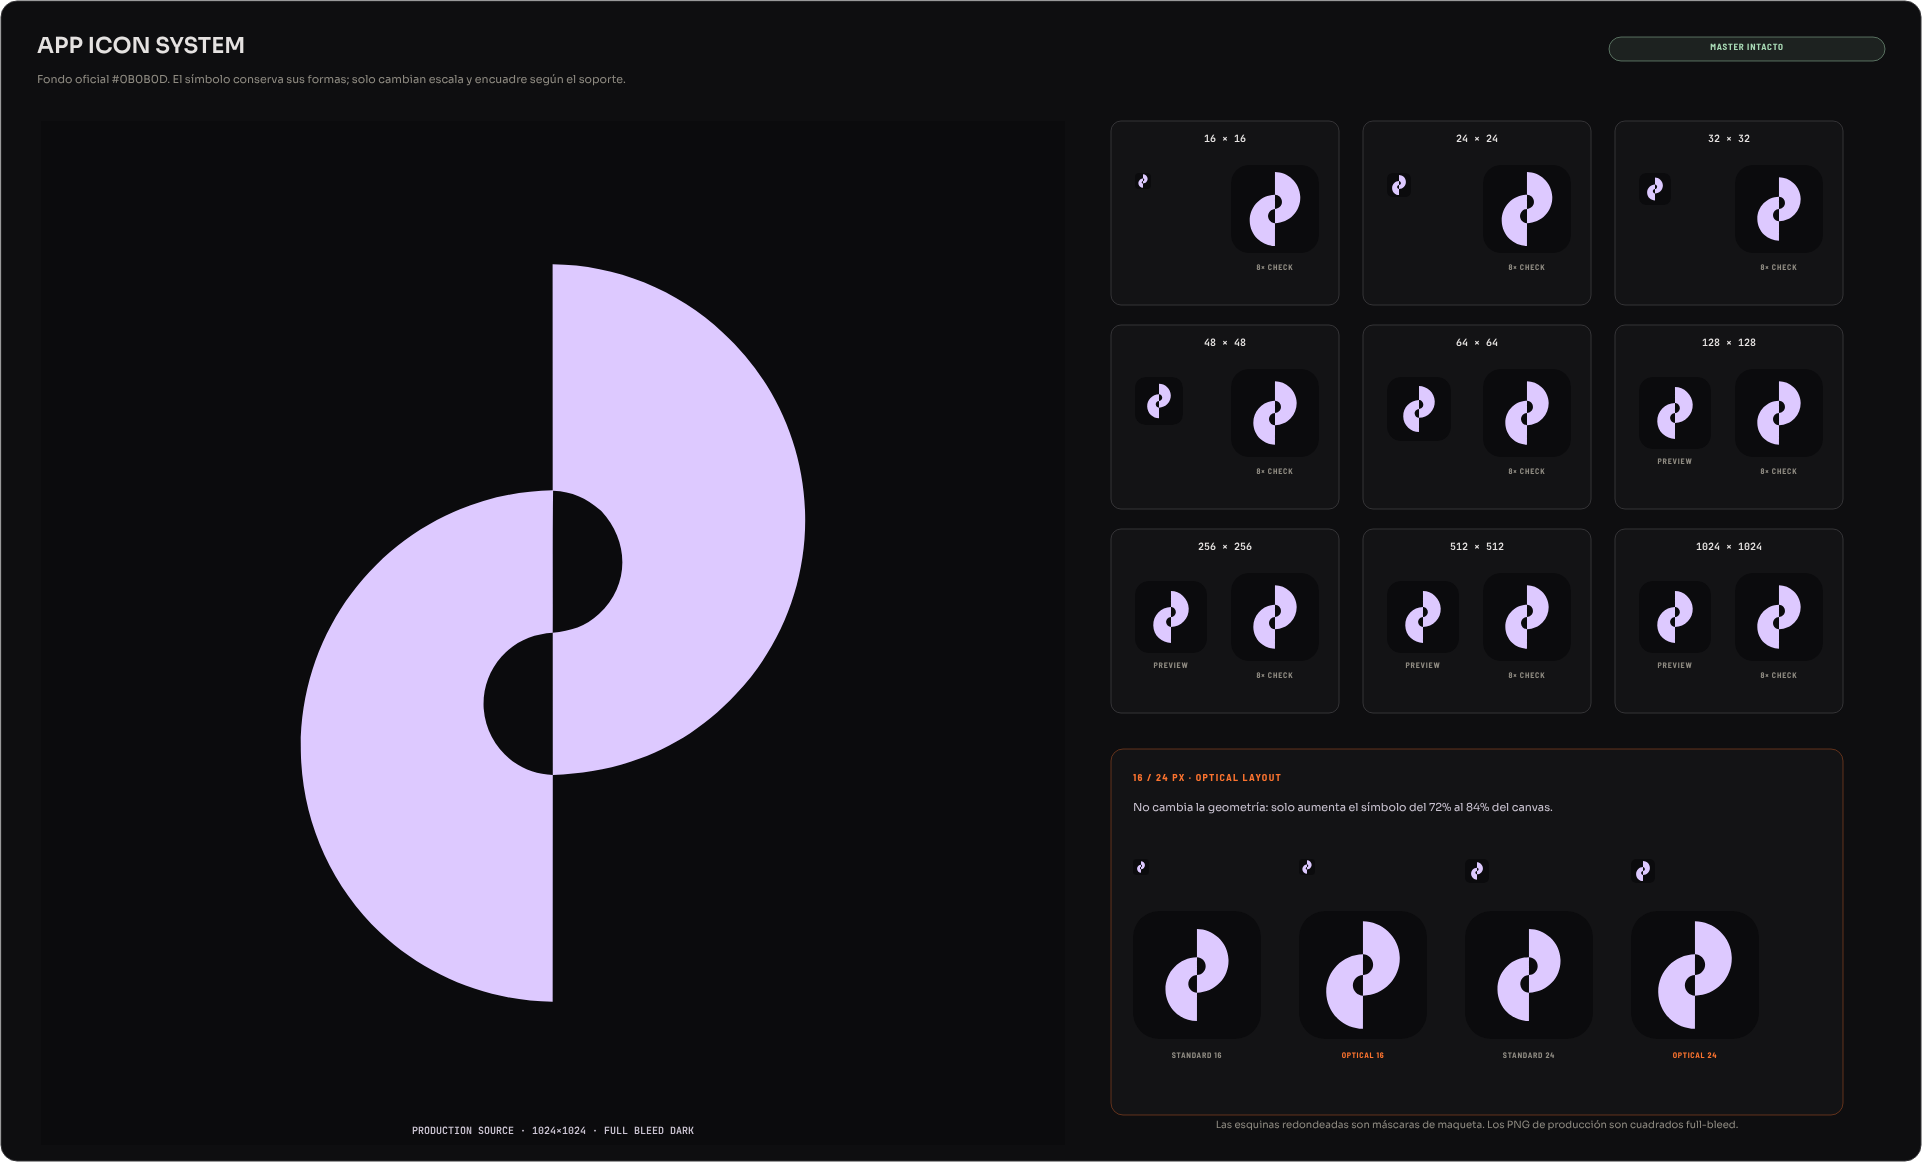 APP ICON SYSTEM
Fondo oficial #0B0B0D. El símbolo conserva sus formas; solo cambian escala y encuadre según el soporte.
MASTER INTACTO
16 × 16
24 × 24
32 × 32
8× CHECK
8× CHECK
8× CHECK
48 × 48
64 × 64
128 × 128
PREVIEW
8× CHECK
8× CHECK
8× CHECK
256 × 256
512 × 512
1024 × 1024
PREVIEW
PREVIEW
PREVIEW
8× CHECK
8× CHECK
8× CHECK
16 / 24 PX · OPTICAL LAYOUT
No cambia la geometría: solo aumenta el símbolo del 72% al 84% del canvas.
STANDARD 16
OPTICAL 16
STANDARD 24
OPTICAL 24
PRODUCTION SOURCE · 1024×1024 · FULL BLEED DARK
Las esquinas redondeadas son máscaras de maqueta. Los PNG de producción son cuadrados full-bleed.